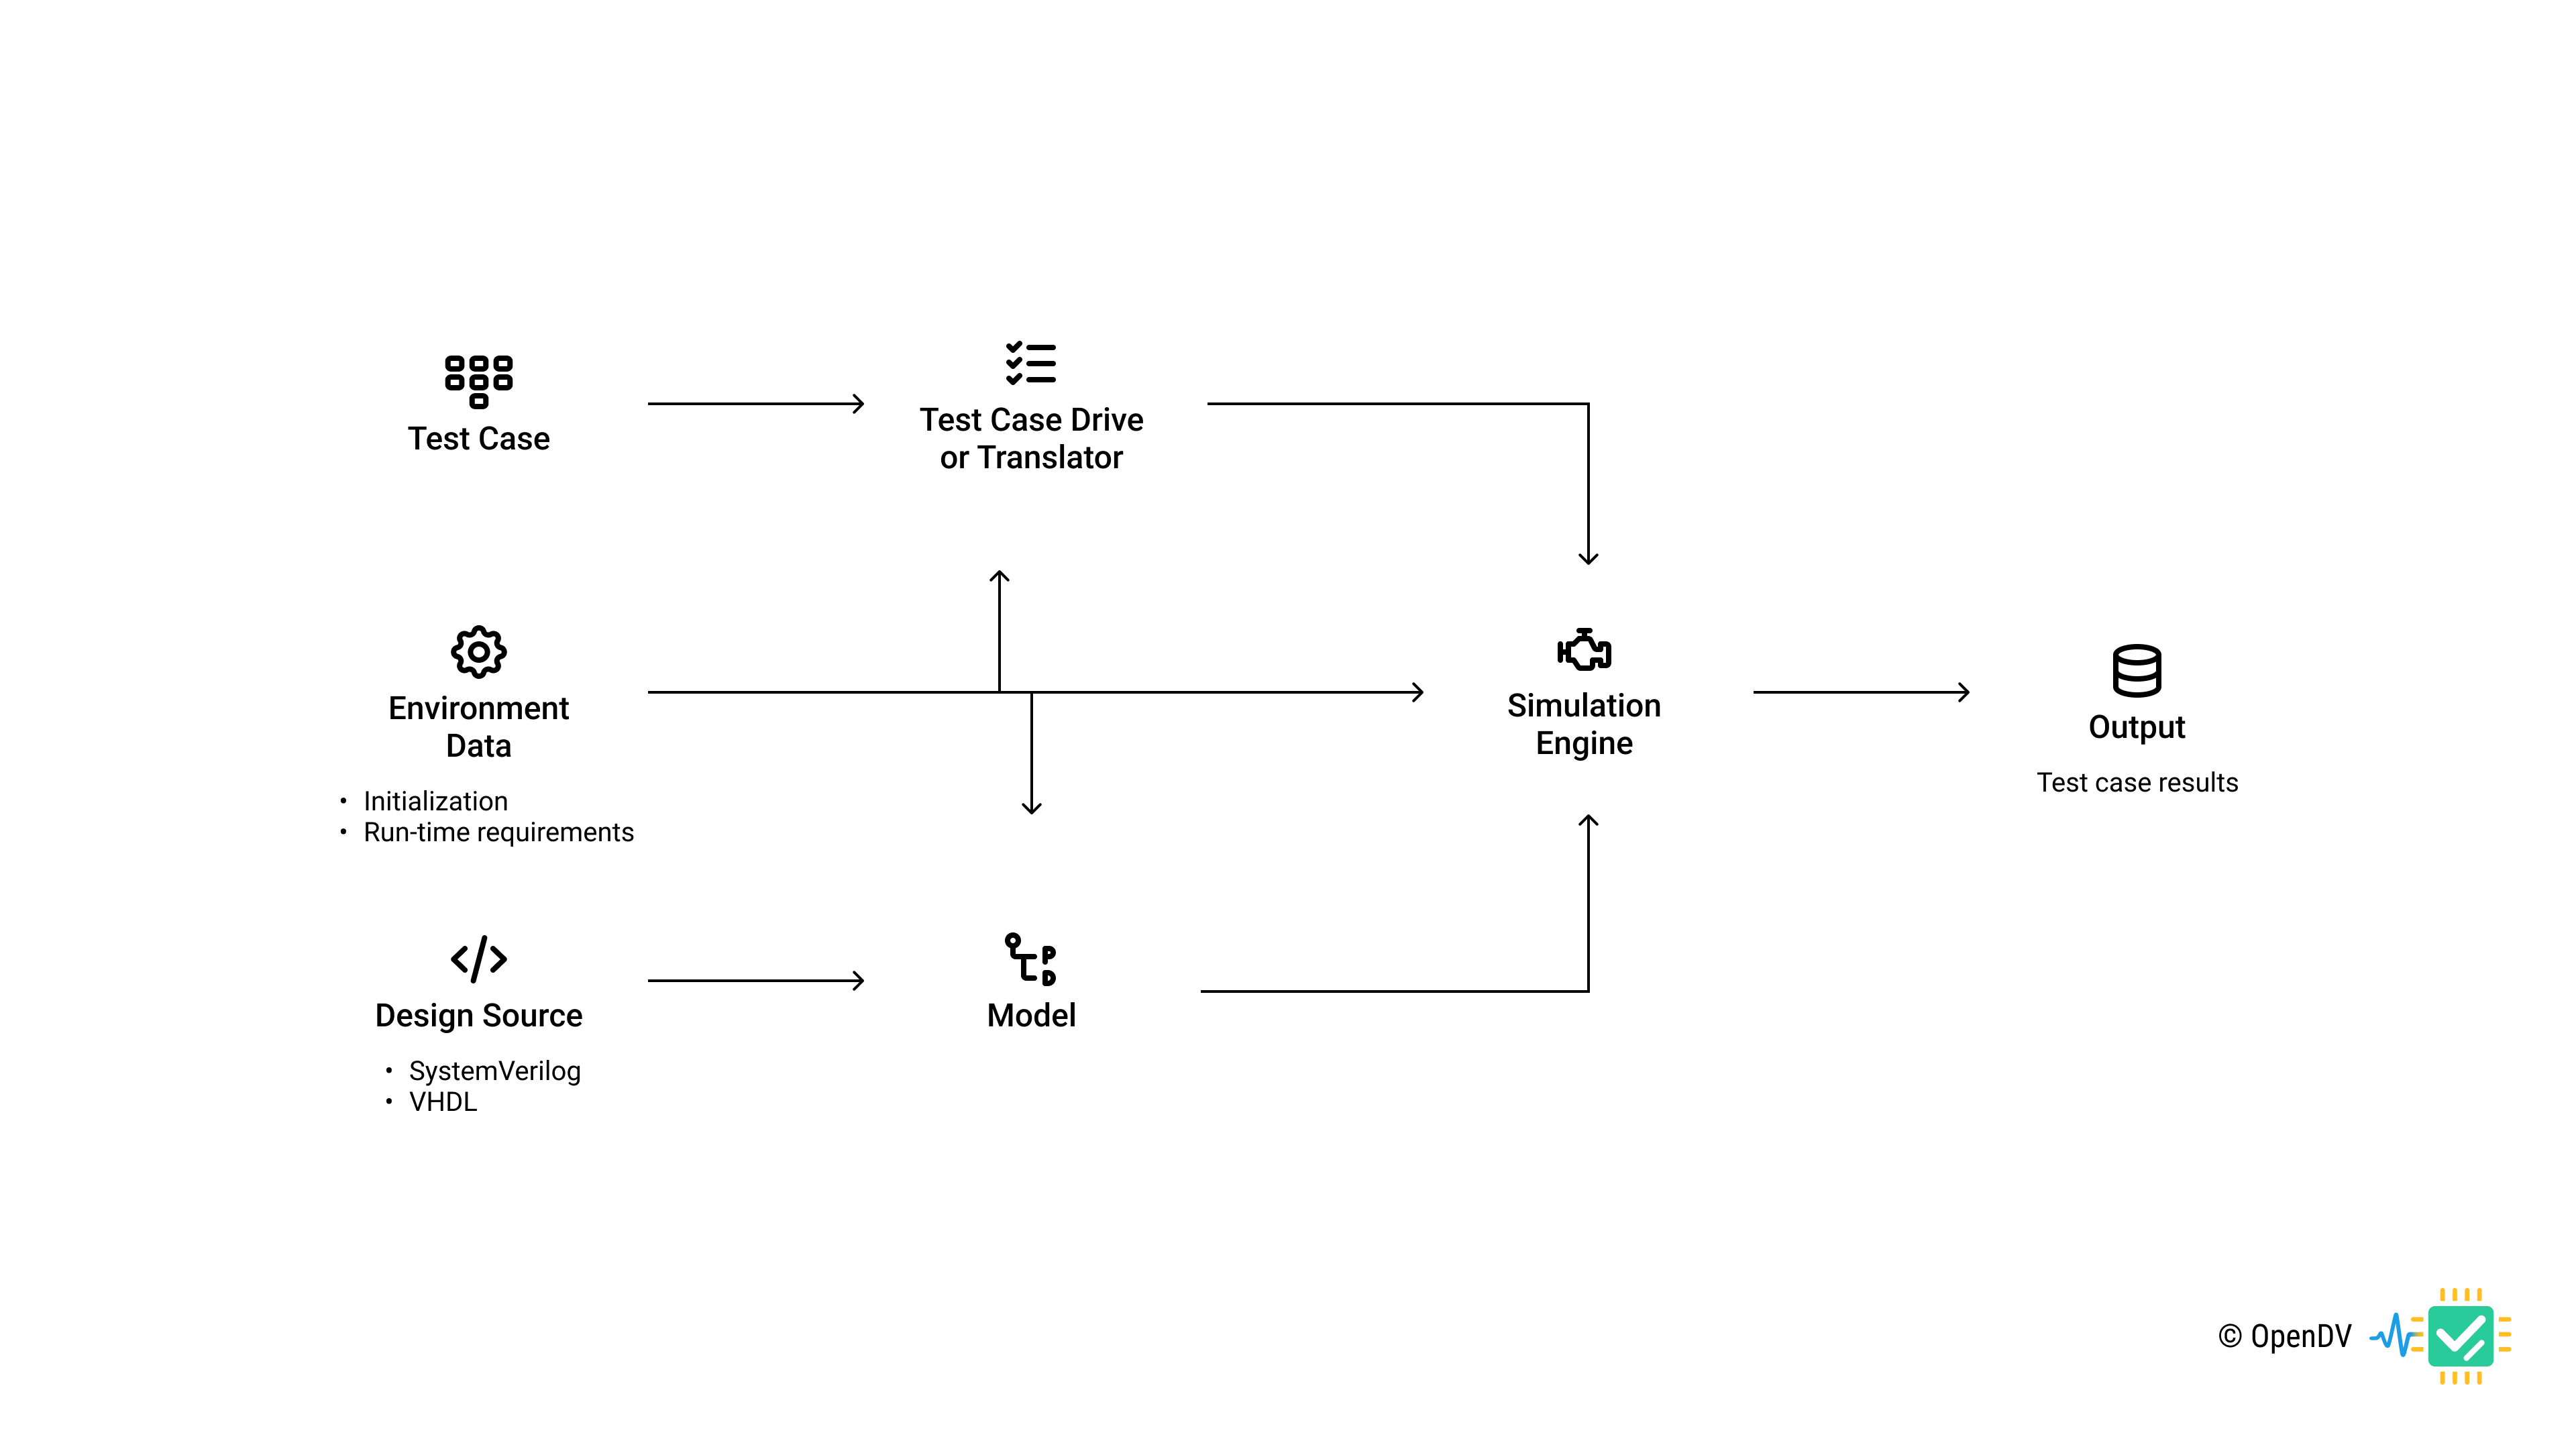 Test Case
Test Case Drive
or Translator
Environment
Data
• Initialization
• Run-time requirements
Simulation
Engine
Output
Test case results
Design Source
• SystemVerilog
• VHDL
Model
© OpenDV